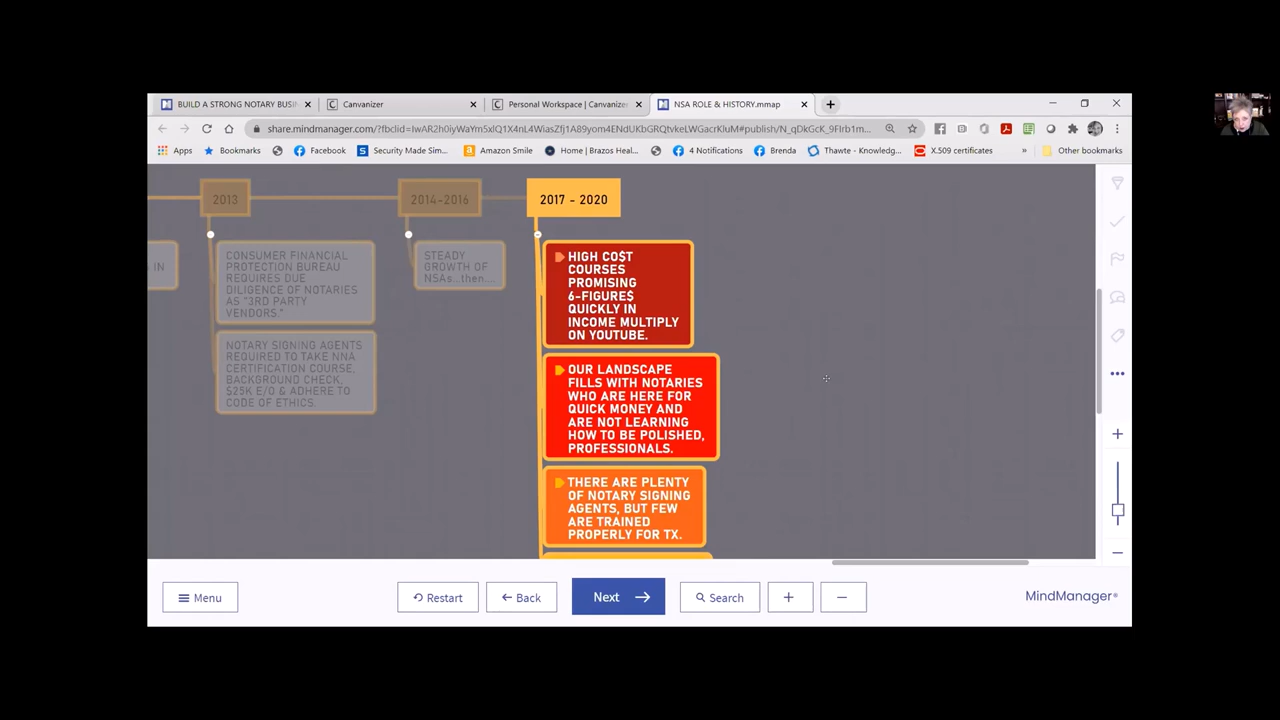 BUILD A STRONG NOTARY BUSIN
Canvanizer
Personal Workspace | Canvanizer
NSA ROLE & HISTORY.mmap
Apps
Bookmarks
Facebook
Security Made Sim...
Amazon Smile
Home | Brazos Heal...
4 Notifications
Brenda
Thawte - Knowledg...
X.509 certificates
Other bookmarks
2013
2014-2016
2017 - 2020
IN
CONSUMER FINANCIAL
PROTECTION BUREAU
REQUIRES DUE
DILIGENCE OF NOTARIES
AS "3RD PARTY
VENDORS."
NOTARY SIGNING AGENTS
REQUIRED TO TAKE NNA
CERTIFICATION COURSE,
BACKGROUND CHECK,
$25K E/O & ADHERE TO
CODE OF ETHICS.
STEADY
GROWTH OF
NSAs...then....
HIGH CO$T
COURSES
PROMISING
6-FIGURE$
QUICKLY IN
INCOME MULTIPLY
ON YOUTUBE.
OUR LANDSCAPE
FILLS WITH NOTARIES
WHO ARE HERE FOR
QUICK MONEY AND
ARE NOT LEARNING
HOW TO BE POLISHED,
PROFESSIONALS.
THERE ARE PLENTY
OF NOTARY SIGNING
AGENTS, BUT FEW
ARE TRAINED
PROPERLY FOR TX.
Menu
Restart
Back
Next
Search
MindManager®